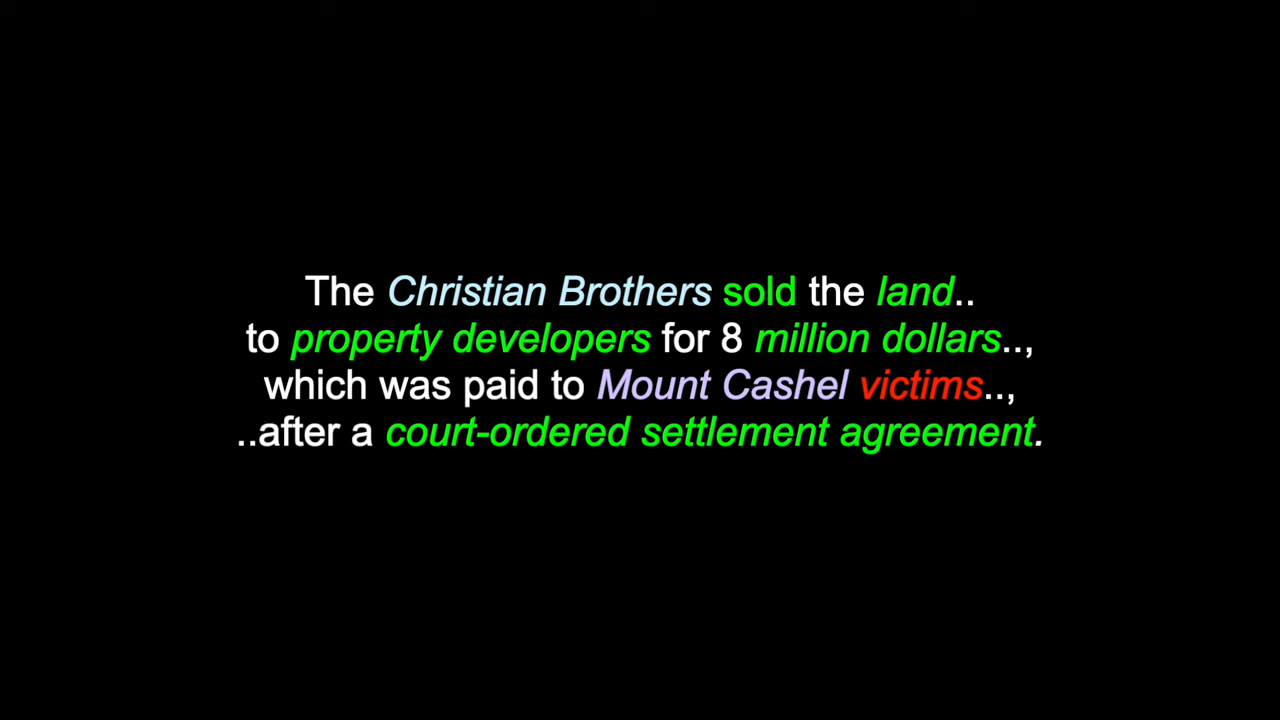 The Christian Brothers sold the land..
to property developers for 8 million dollars..,
which was paid to Mount Cashel victims..,
..after a court-ordered settlement agreement.